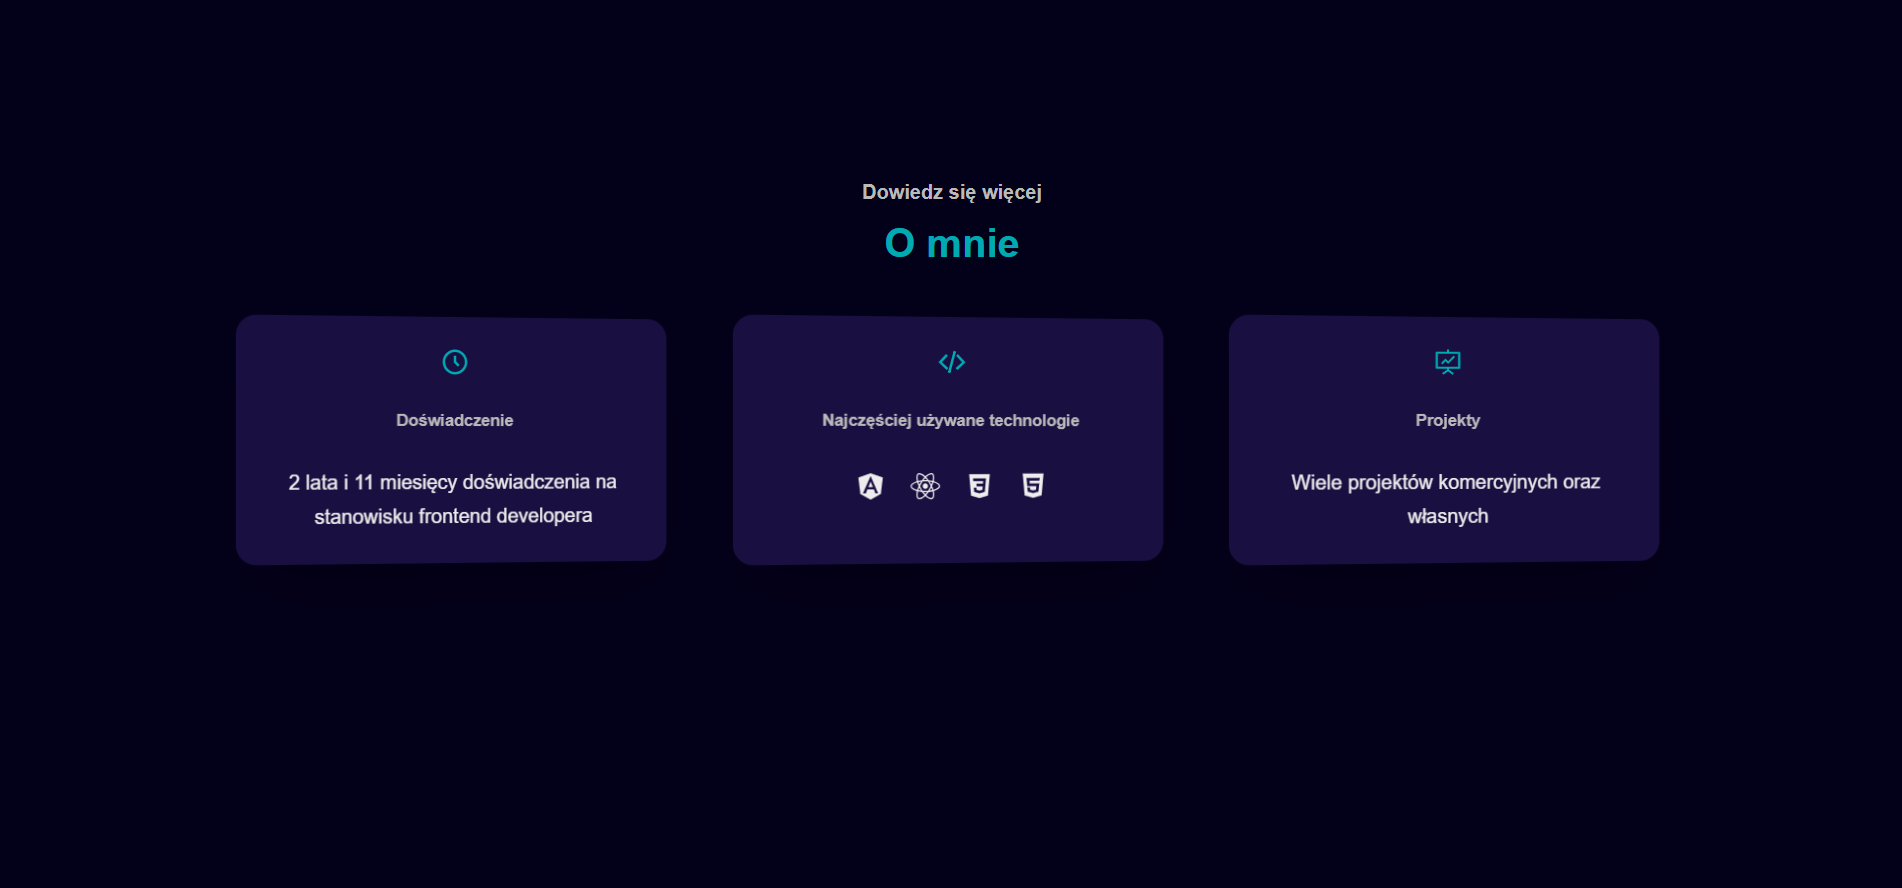 Dowiedz się więcej
O mnie
Doświadczenie
2 lata i 11 miesięcy doświadczenia na
stanowisku frontend developera
Najczęściej używane technologie
Projekty
Wiele projektów komercyjnych oraz
własnych